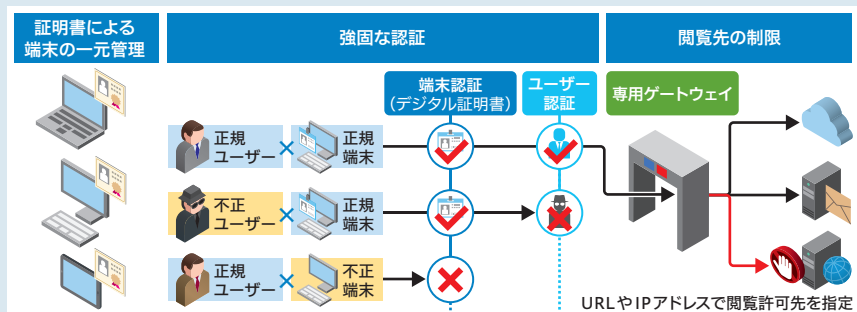 証明書による
端末の一元管理
強固な認証
閲覧先の制限
端末認証
(デジタル証明書)
ユーザー
認証
専用ゲートウェイ
正規
ユーザー
×
正規
端末
不正
ユーザー
×
正規
端末
正規
ユーザー
×
不正
端末
URLやIPアドレスで閲覧許可先を指定